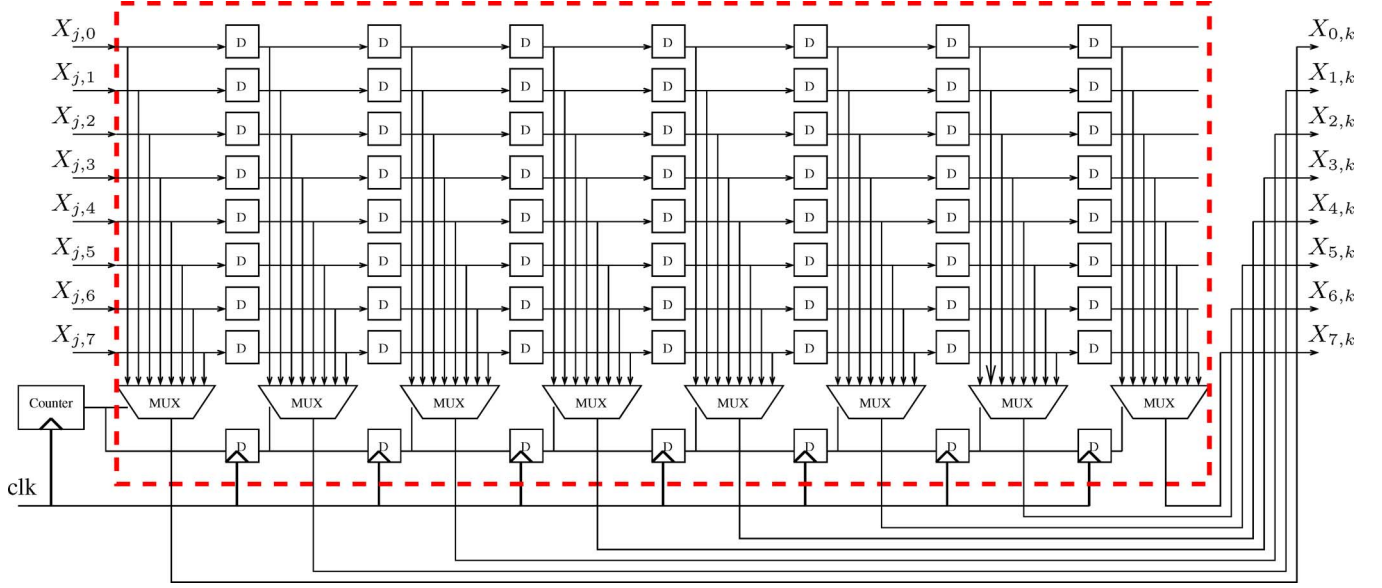 X_{j,0} D D D D D D D X_{0,k}
X_{j,1} D D D D D D D X_{1,k}
X_{j,2} D D D D D D D X_{2,k}
X_{j,3} D D D D D D D X_{3,k}
X_{j,4} D D D D D D D X_{4,k}
X_{j,5} D D D D D D D X_{5,k}
X_{j,6} D D D D D D D X_{6,k}
X_{j,7} D D D D D D D X_{7,k}
Counter MUX MUX MUX MUX MUX MUX MUX MUX
D D D D D D D
clk